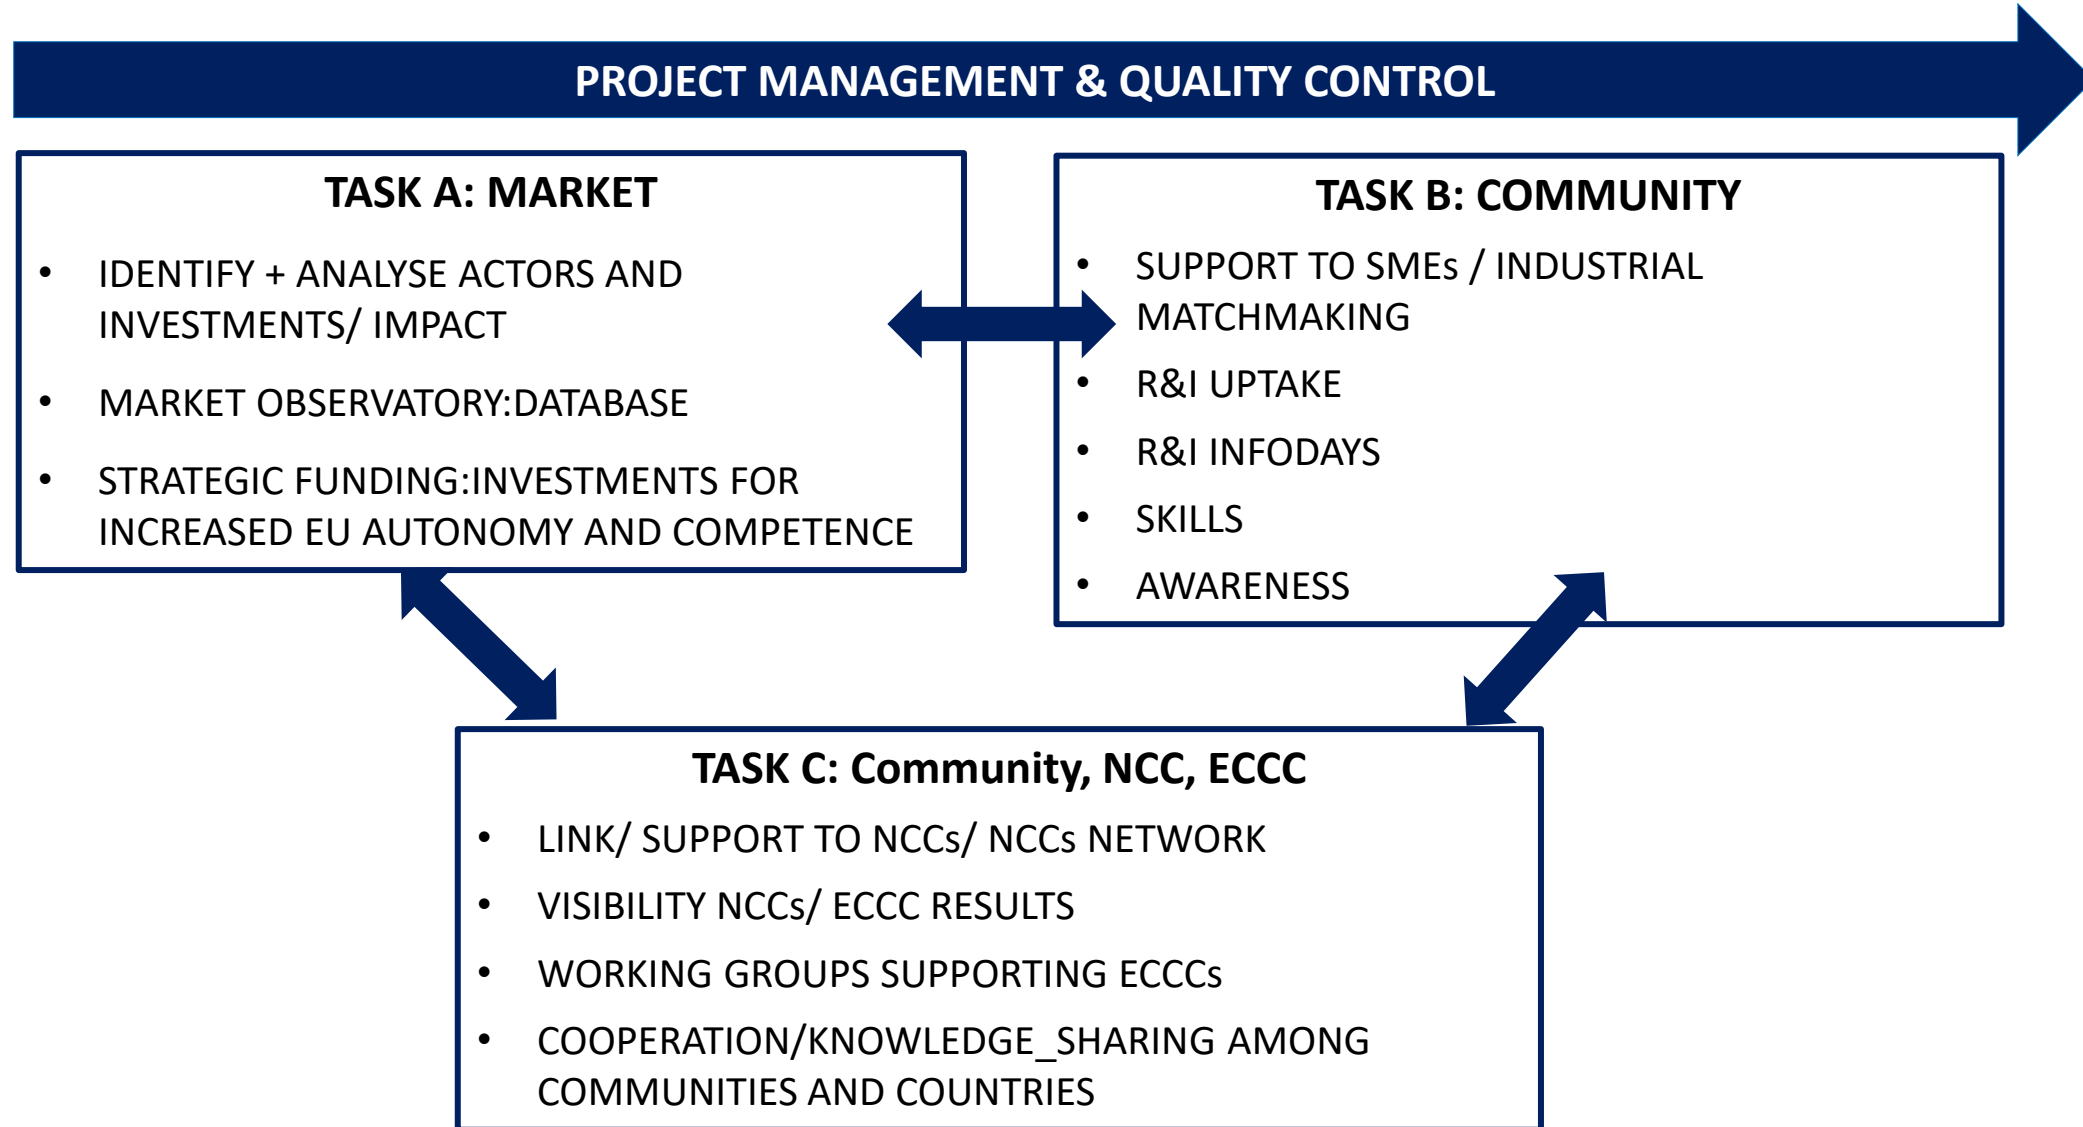 PROJECT MANAGEMENT & QUALITY CONTROL
TASK A: MARKET
• IDENTIFY + ANALYSE ACTORS AND
INVESTMENTS/ IMPACT
• MARKET OBSERVATORY:DATABASE
• STRATEGIC FUNDING:INVESTMENTS FOR
INCREASED EU AUTONOMY AND COMPETENCE
TASK B: COMMUNITY
• SUPPORT TO SMEs / INDUSTRIAL
MATCHMAKING
• R&I UPTAKE
• R&I INFODAYS
• SKILLS
• AWARENESS
TASK C: Community, NCC, ECCC
• LINK/ SUPPORT TO NCCs/ NCCs NETWORK
• VISIBILITY NCCs/ ECCC RESULTS
• WORKING GROUPS SUPPORTING ECCCs
• COOPERATION/KNOWLEDGE_SHARING AMONG
COMMUNITIES AND COUNTRIES